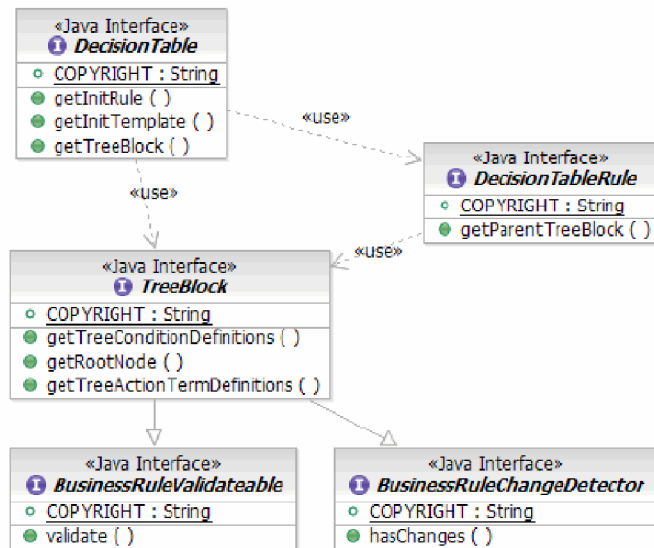 «Java Interface»
I DecisionTable
COPYRIGHT : String
getInitRule ( )
getInitTemplate ( )
getTreeBlock ( )
«use»
«use»
«Java Interface»
I DecisionTableRule
COPYRIGHT : String
getParentTreeBlock ( )
«use»
«Java Interface»
I TreeBlock
COPYRIGHT : String
getTreeConditionDefinitions ( )
getRootNode ( )
getTreeActionTermDefinitions ( )
«Java Interface»
I BusinessRuleValidateable
COPYRIGHT : String
validate ( )
«Java Interface»
I BusinessRuleChangeDetector
COPYRIGHT : String
hasChanges ( )